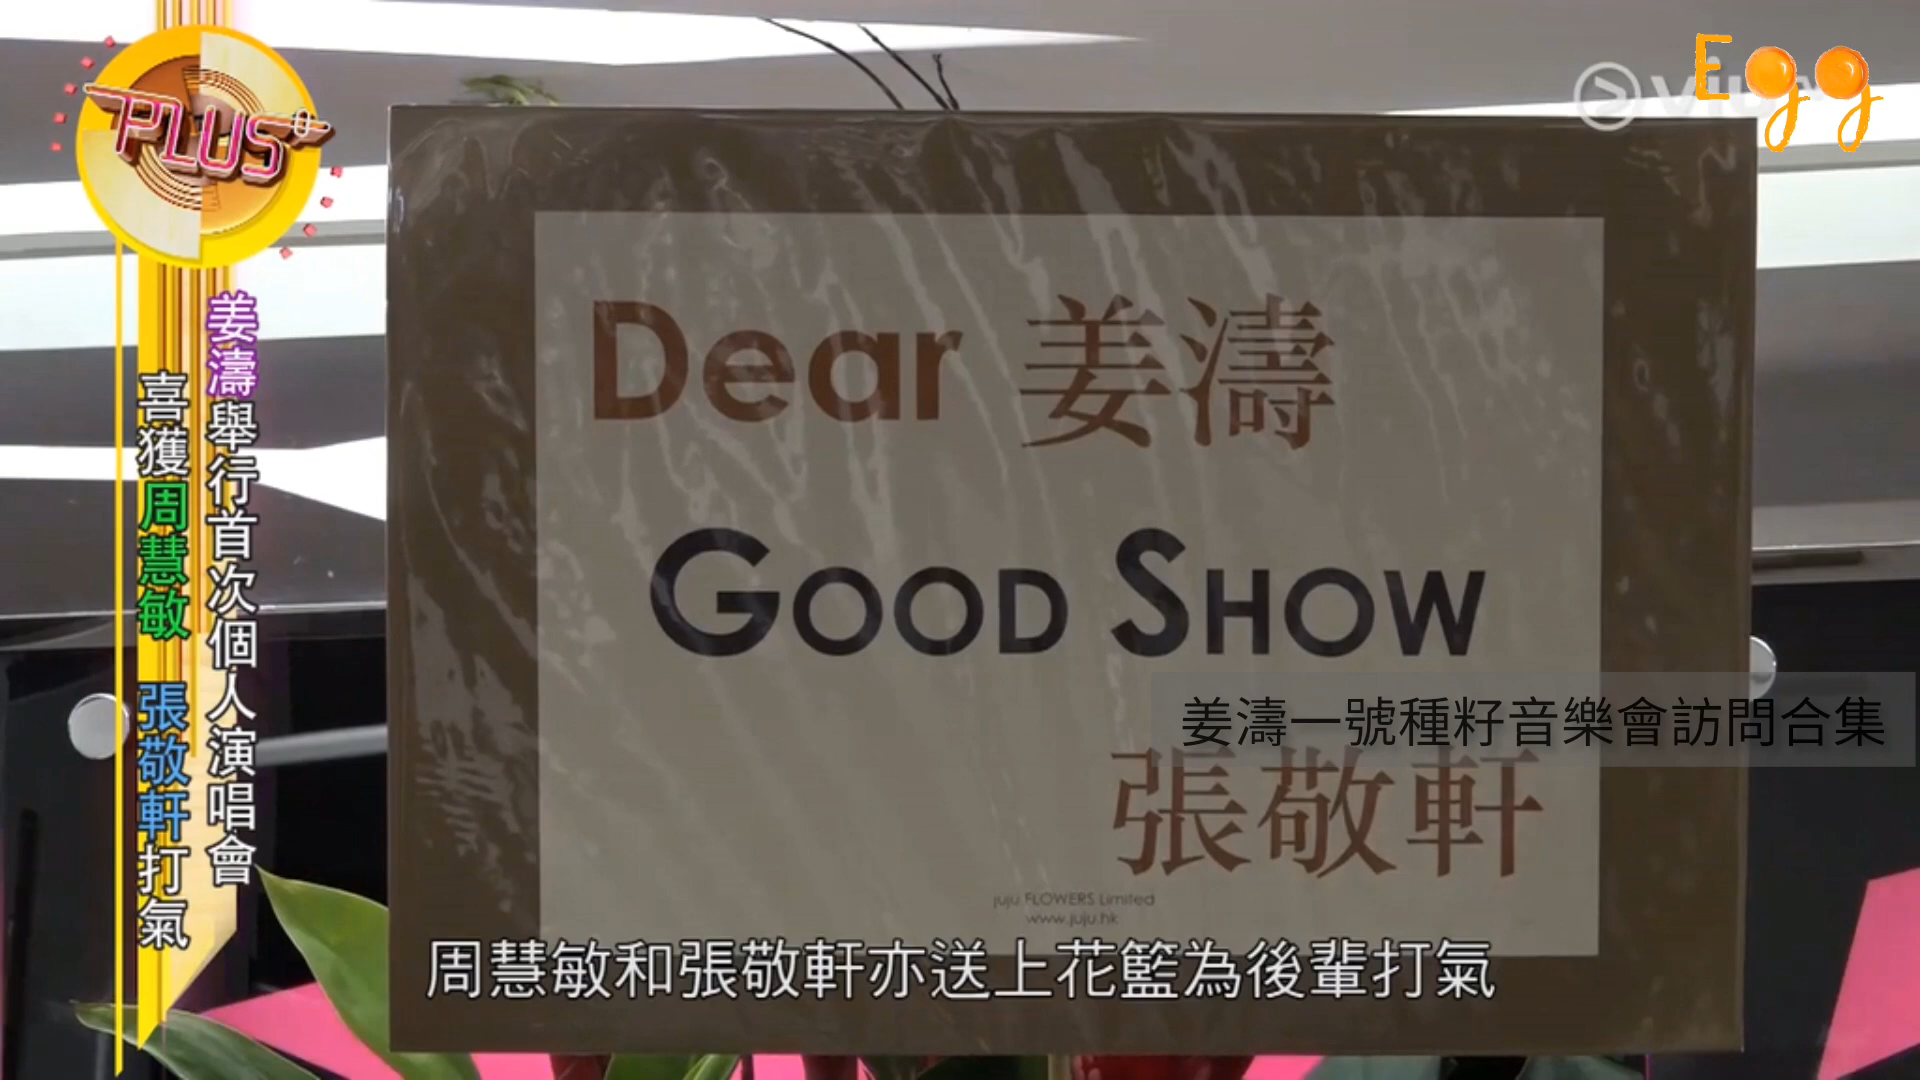 PLUS
Egg
姜濤舉行首次個人演唱會
喜獲周慧敏 張敬軒打氣
Dear 姜濤
GOOD SHOW
姜濤一號種籽音樂會訪問合集
張敬軒
juju FLOWERS Limited
www.juju.hk
周慧敏和張敬軒亦送上花籃為後輩打氣